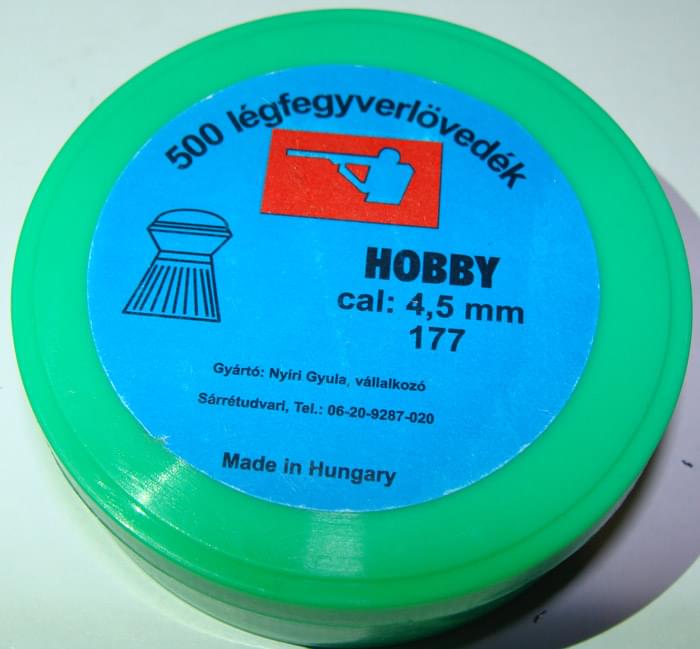 500 légfegyverlövedék
HOBBY
cal: 4,5 mm
177
Gyártó: Nyíri Gyula, vállalkozó
Sárrétudvari, Tel.: 06-20-9287-020
Made in Hungary